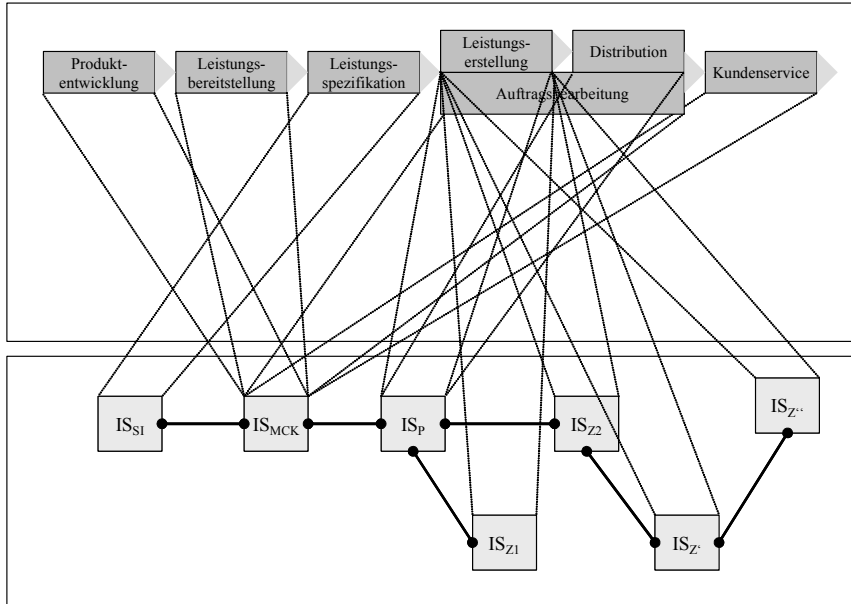 Produkt-
entwicklung
Leistungs-
bereitstellung
Leistungs-
spezifikation
Leistungs-
erstellung
Distribution
Auftragsbearbeitung
Kundenservice
IS_SI
IS_MCK
IS_P
IS_Z2
IS_Z‘‘
IS_Z1
IS_Z‘